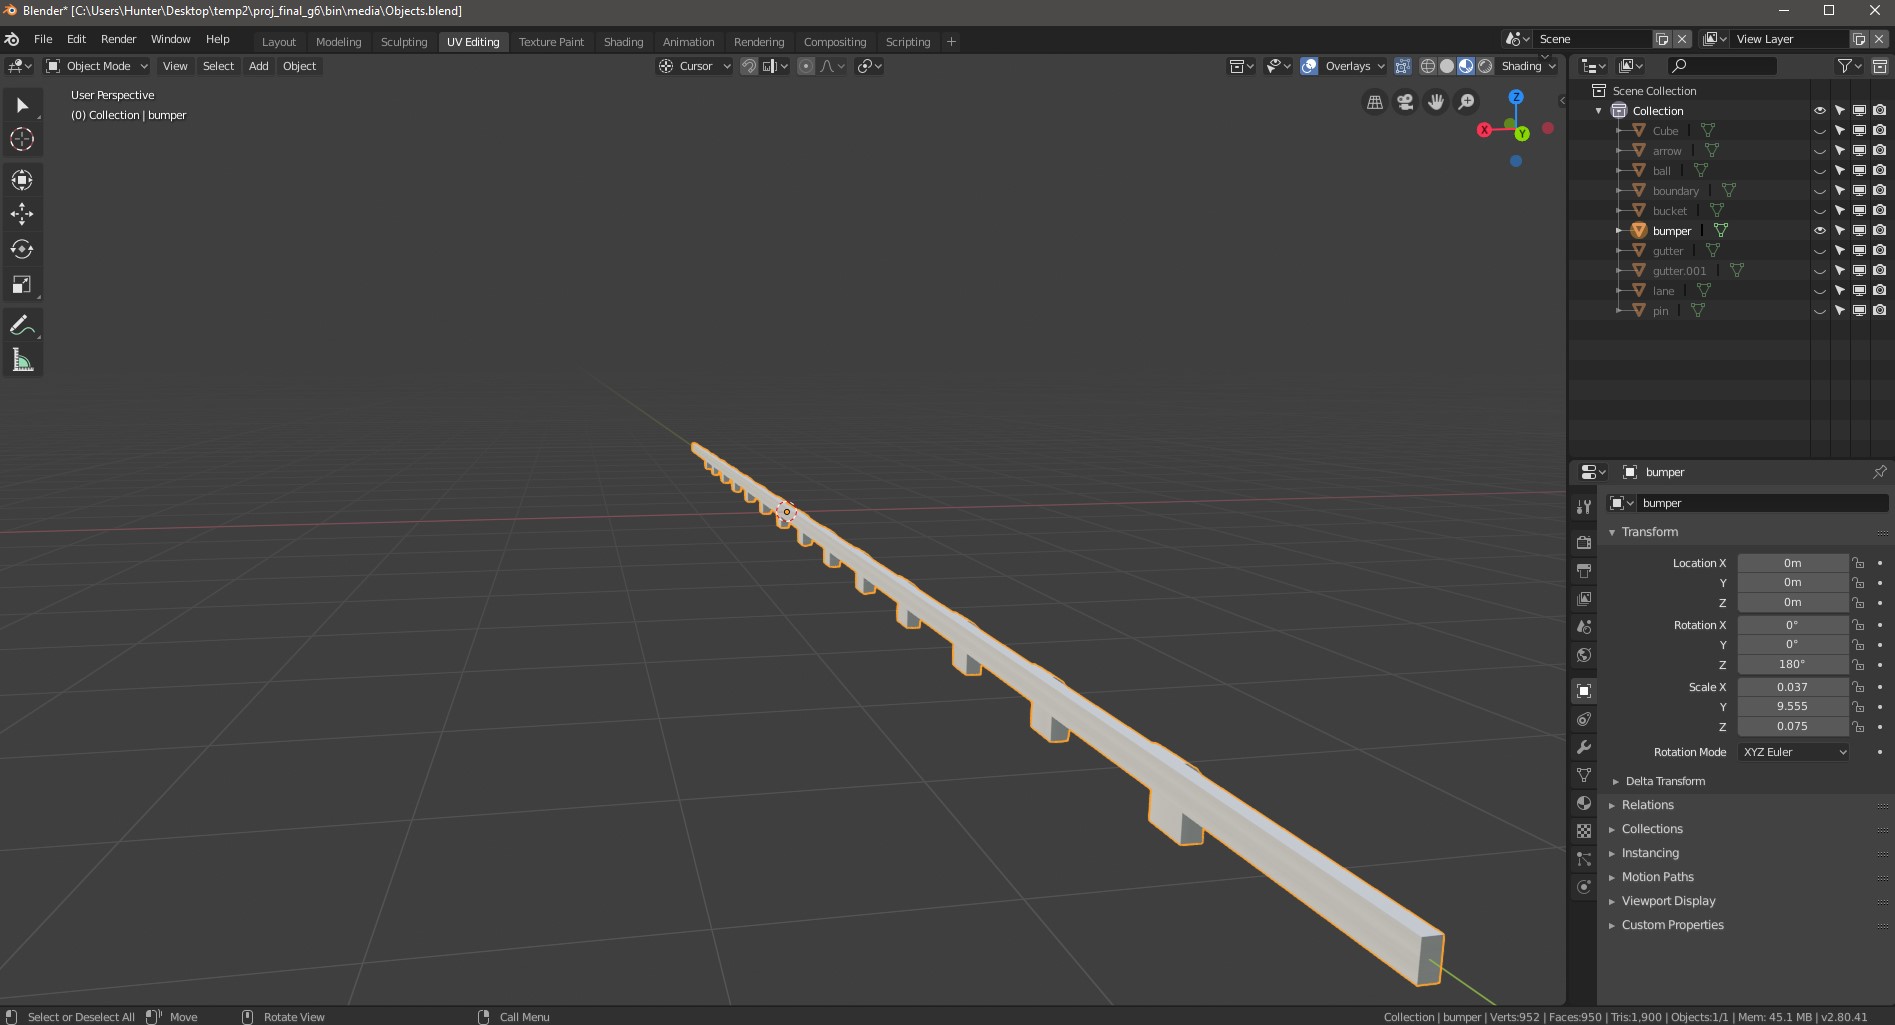 Blender* [C:\Users\Hunter\Desktop\temp2\proj_final_g6\bin\media\Objects.blend]
File Edit Render Window Help Layout Modeling Sculpting UV Editing Texture Paint Shading Animation Rendering Compositing Scripting + Scene View Layer
Object Mode View Select Add Object Cursor Overlays Shading
User Perspective
(0) Collection | bumper
Z
X
Y
Scene Collection
Collection
Cube
arrow
ball
boundary
bucket
bumper
gutter
gutter.001
lane
pin
bumper
bumper
Transform
Location X 0m
Y 0m
Z 0m
Rotation X 0°
Y 0°
Z 180°
Scale X 0.037
Y 9.555
Z 0.075
Rotation Mode XYZ Euler
Delta Transform
Relations
Collections
Instancing
Motion Paths
Viewport Display
Custom Properties
Select or Deselect All Move Rotate View Call Menu Collection | bumper | Verts:952 | Faces:950 | Tris:1,900 | Objects:1/1 | Mem: 45.1 MB | v2.80.41